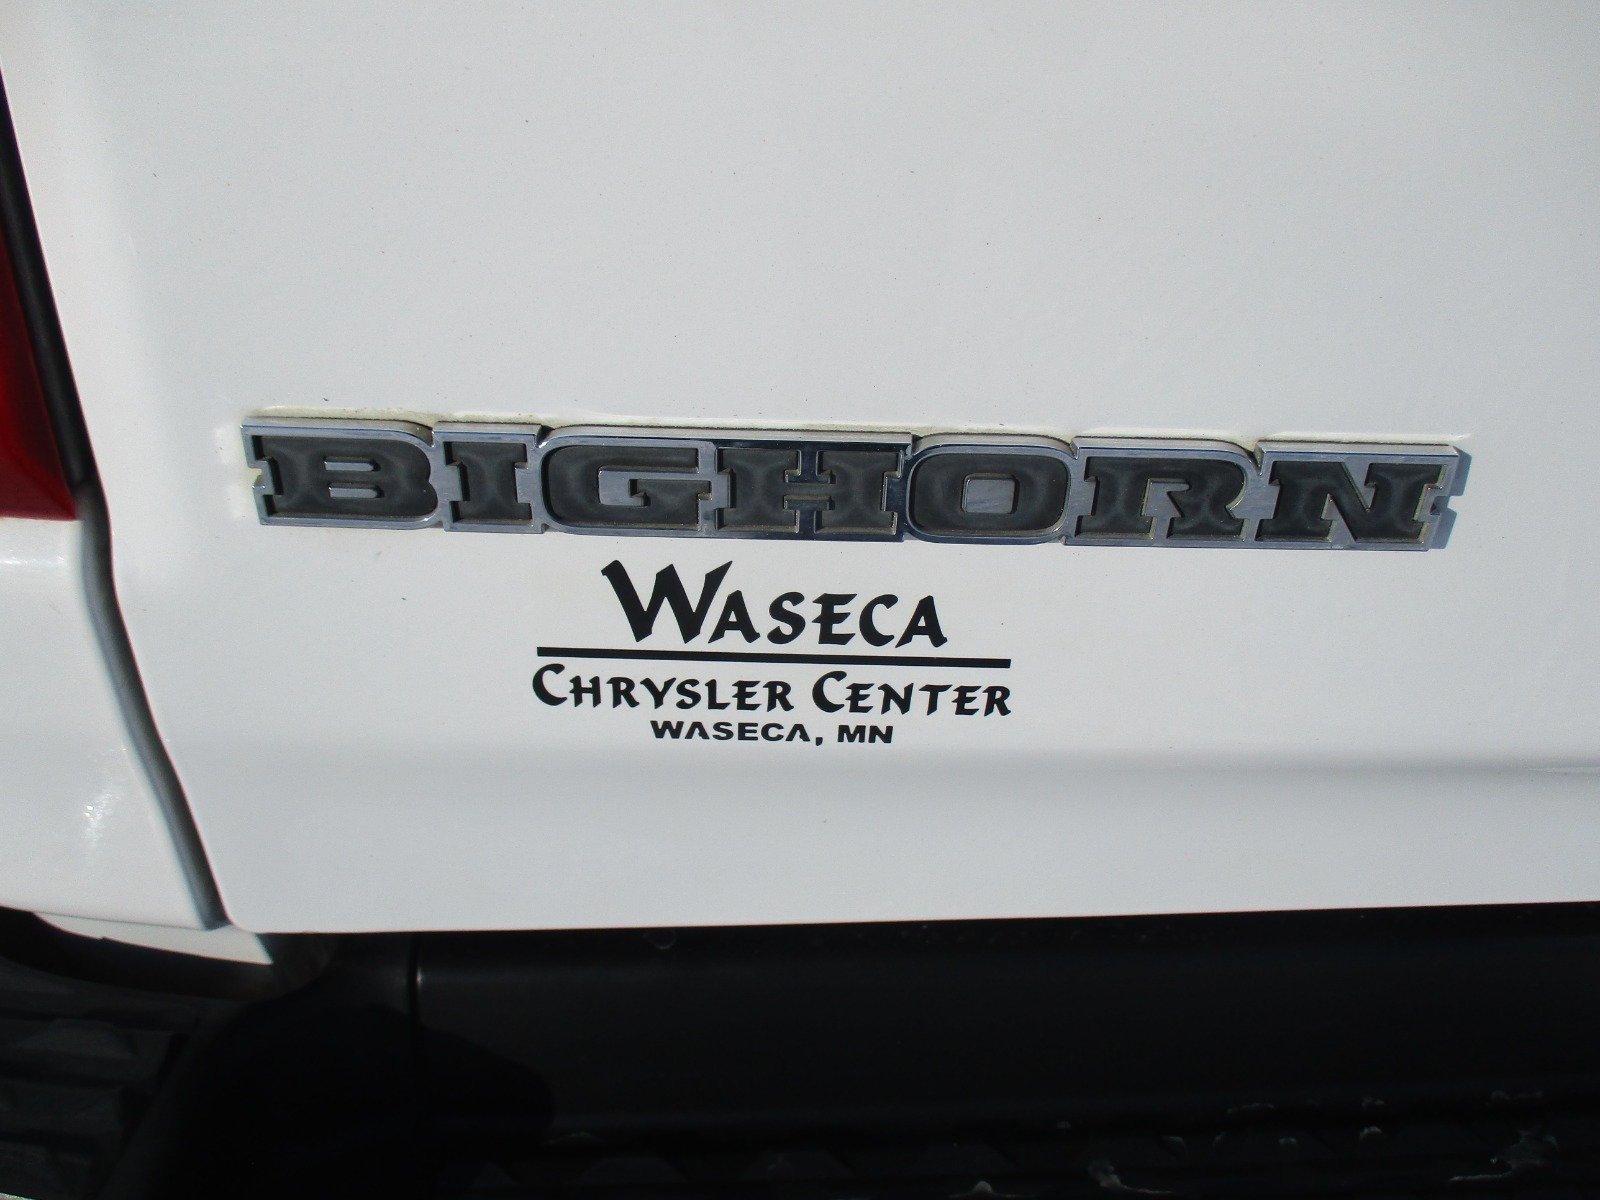 BIGHORN
WASECA
CHRYSLER CENTER
WASECA, MN